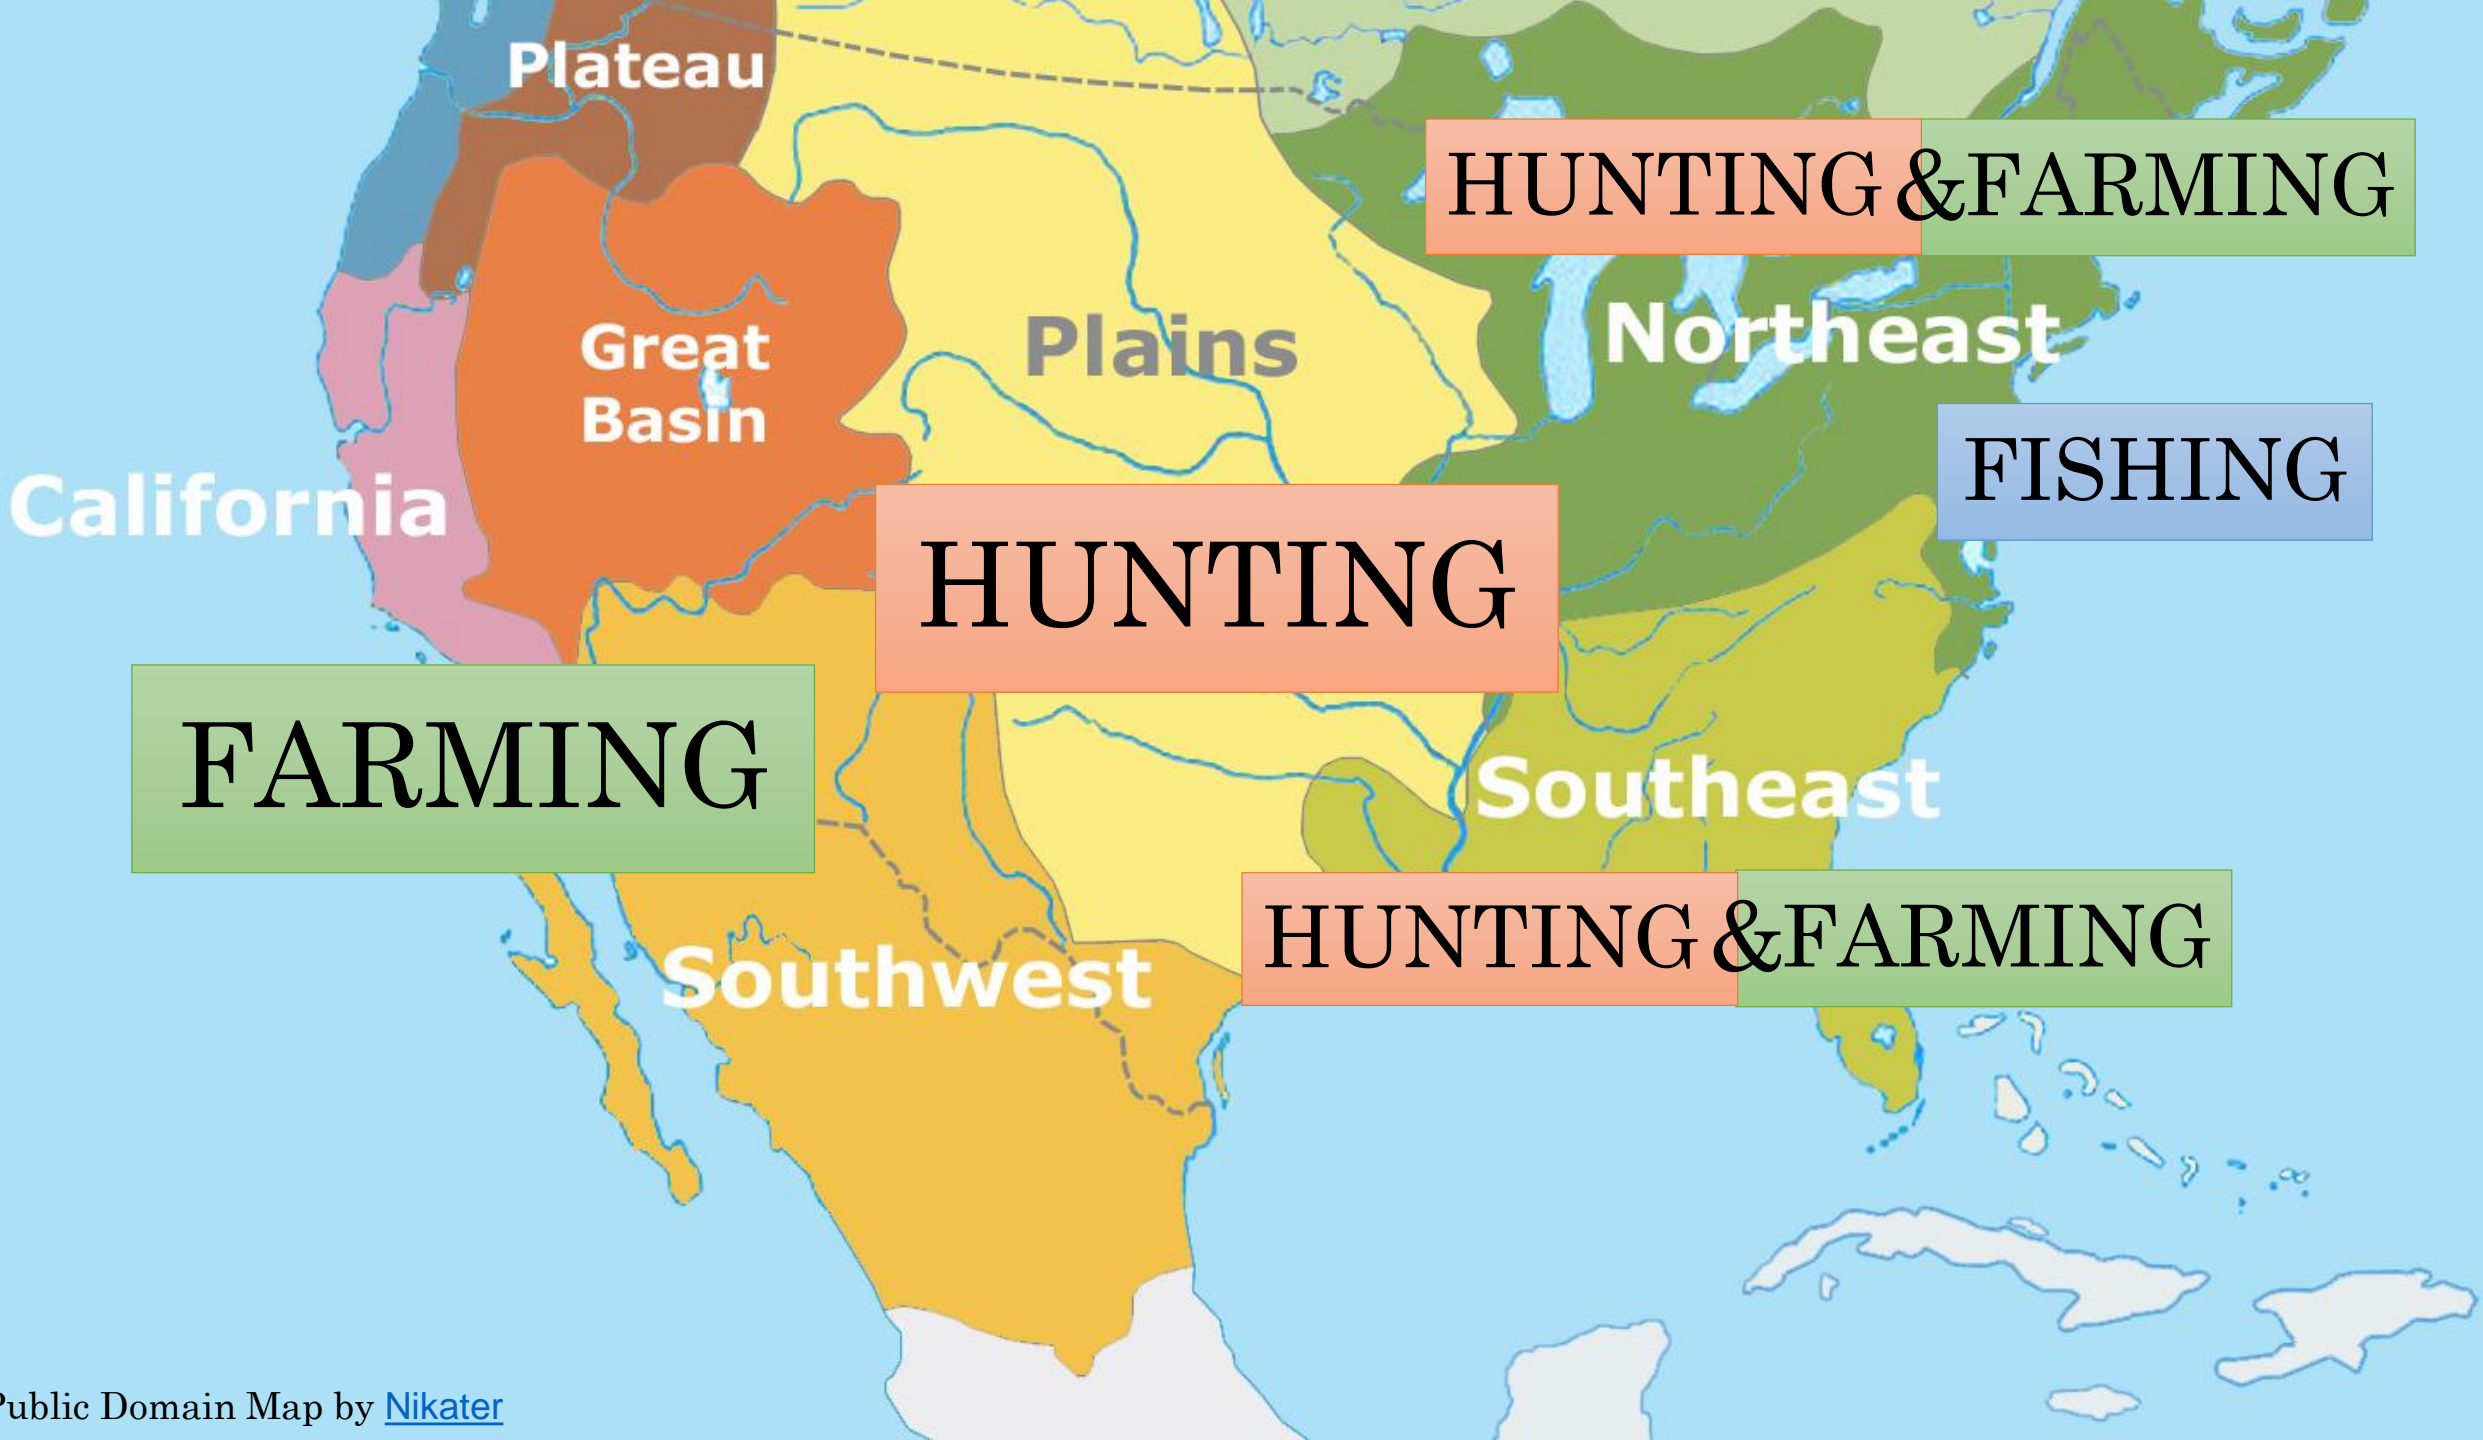 Plateau
HUNTING &FARMING
Northeast
Plains
Great
Basin
FISHING
California
HUNTING
FARMING
Southeast
HUNTING &FARMING
Southwest
Public Domain Map by Nikater